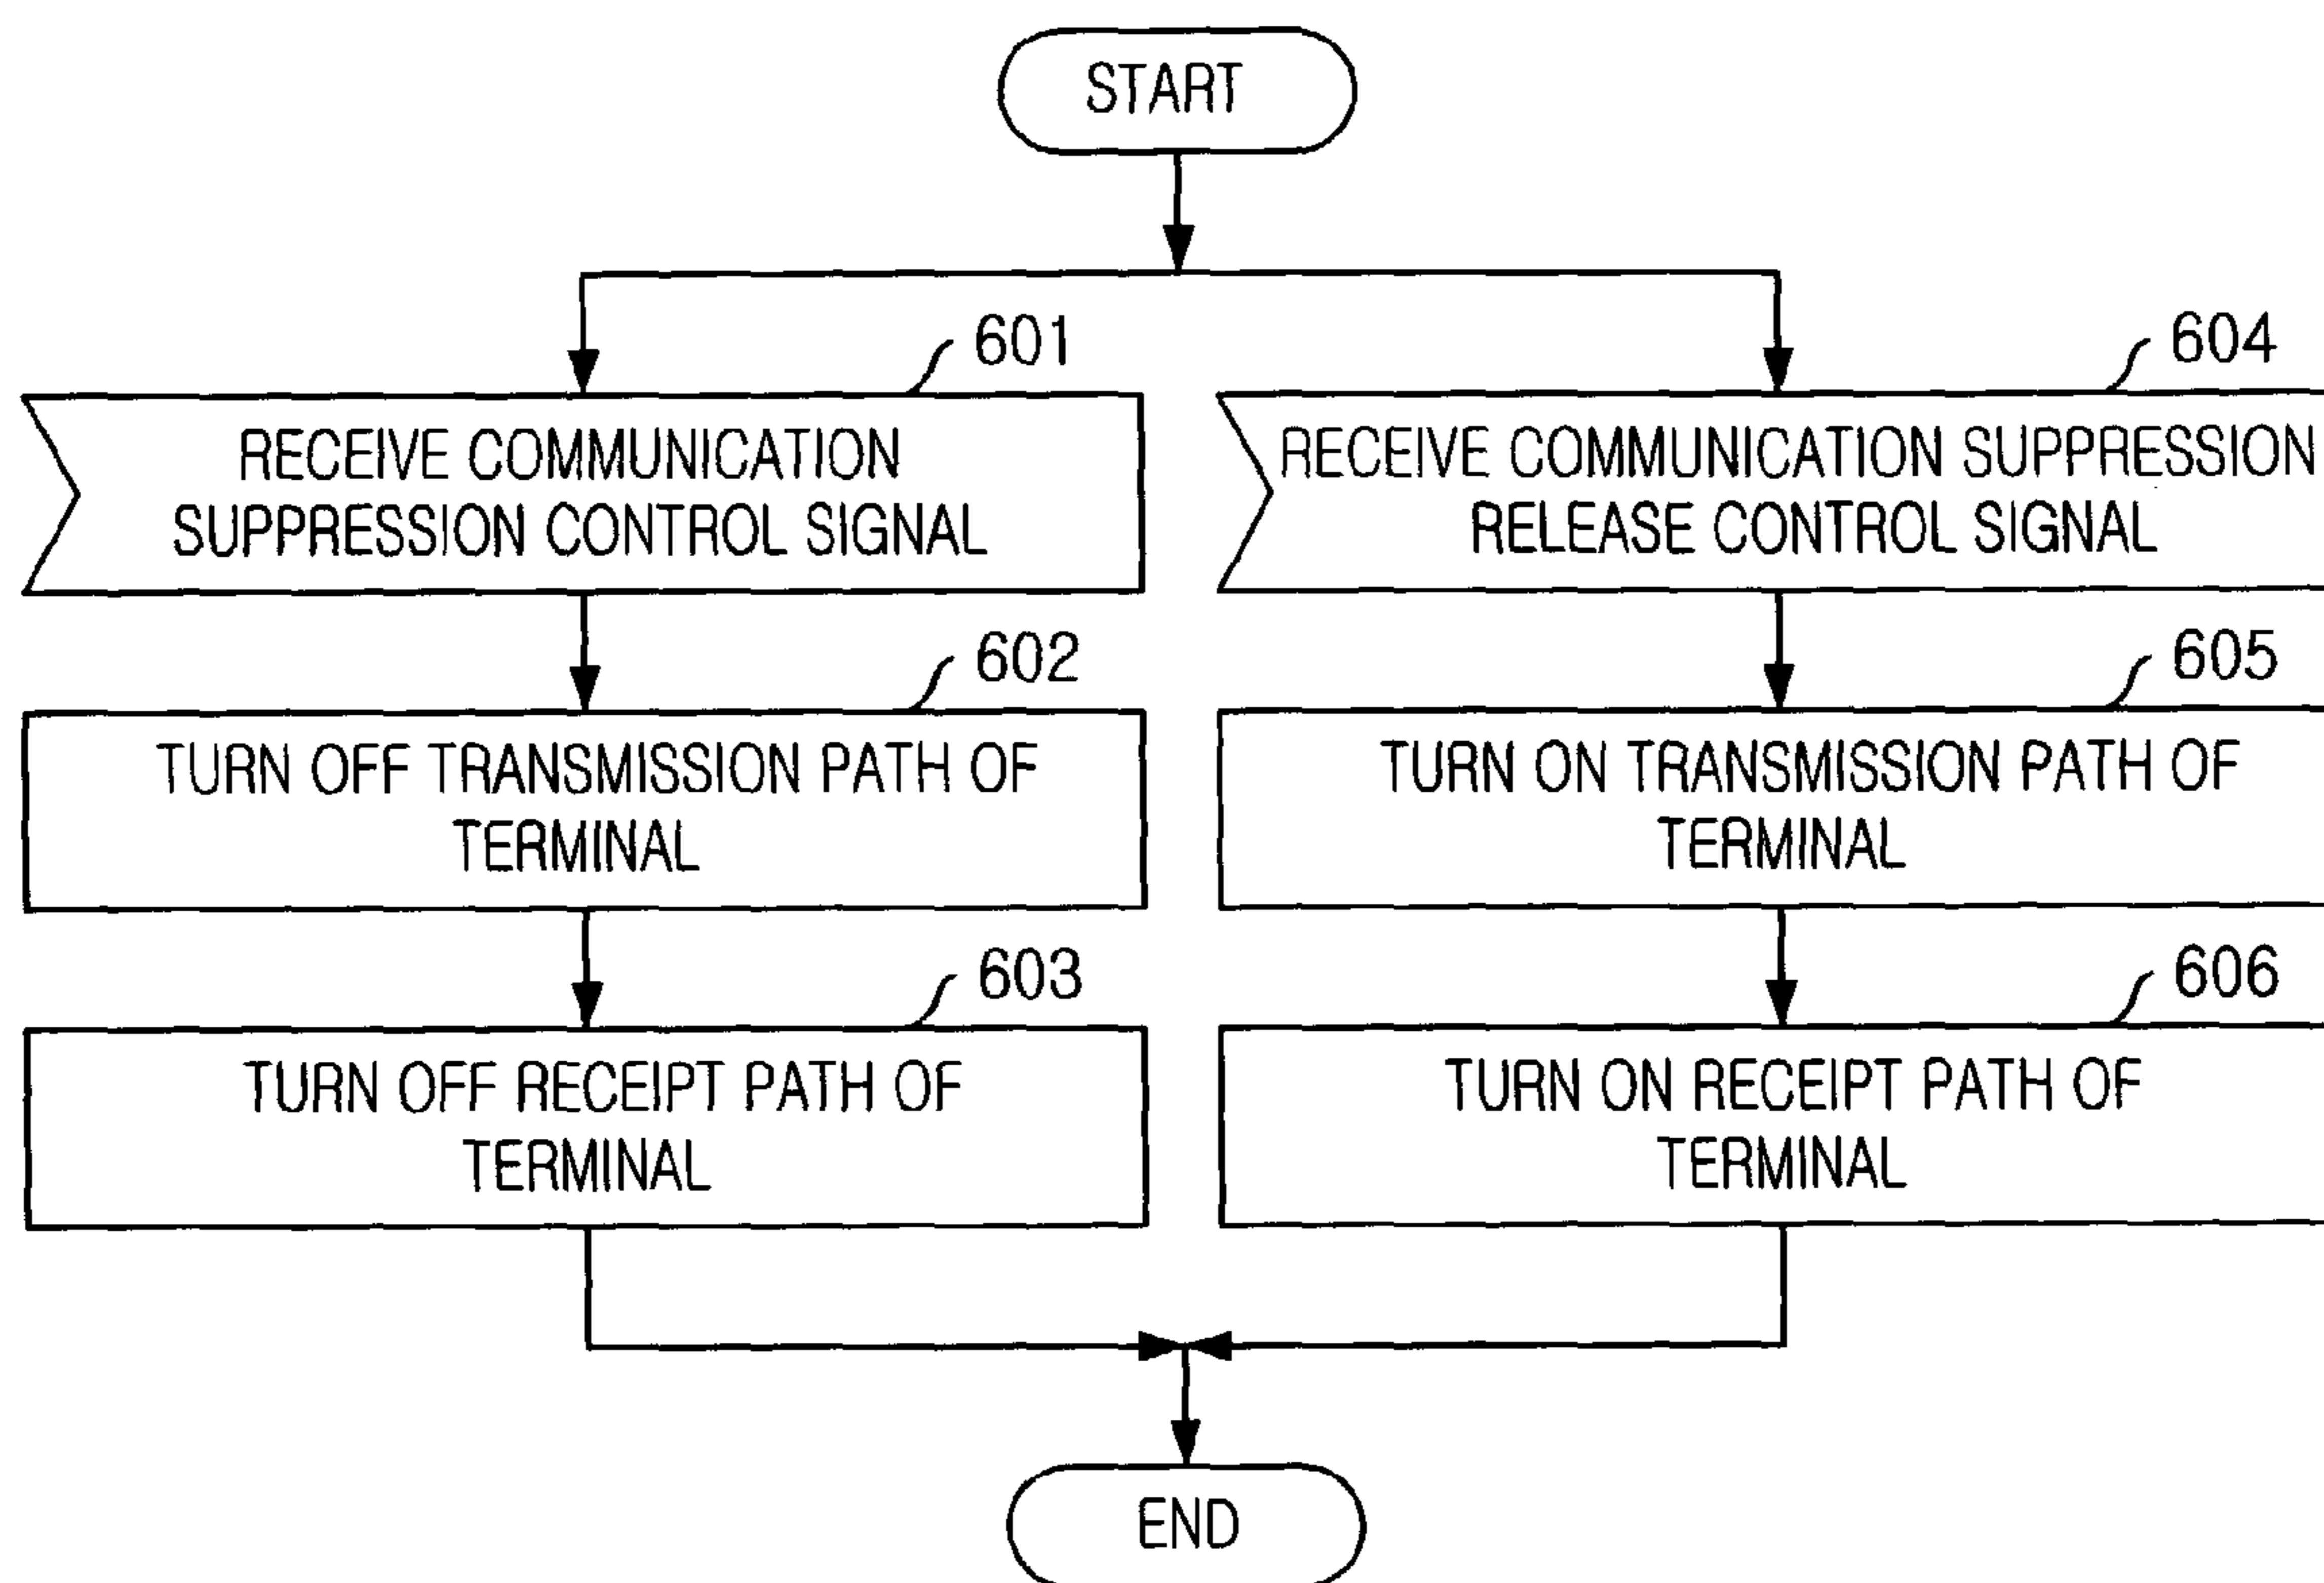 START
601
RECEIVE COMMUNICATION
SUPPRESSION CONTROL SIGNAL
602
TURN OFF TRANSMISSION PATH OF
TERMINAL
603
TURN OFF RECEIPT PATH OF
TERMINAL
604
RECEIVE COMMUNICATION SUPPRESSION
RELEASE CONTROL SIGNAL
605
TURN ON TRANSMISSION PATH OF
TERMINAL
606
TURN ON RECEIPT PATH OF
TERMINAL
END